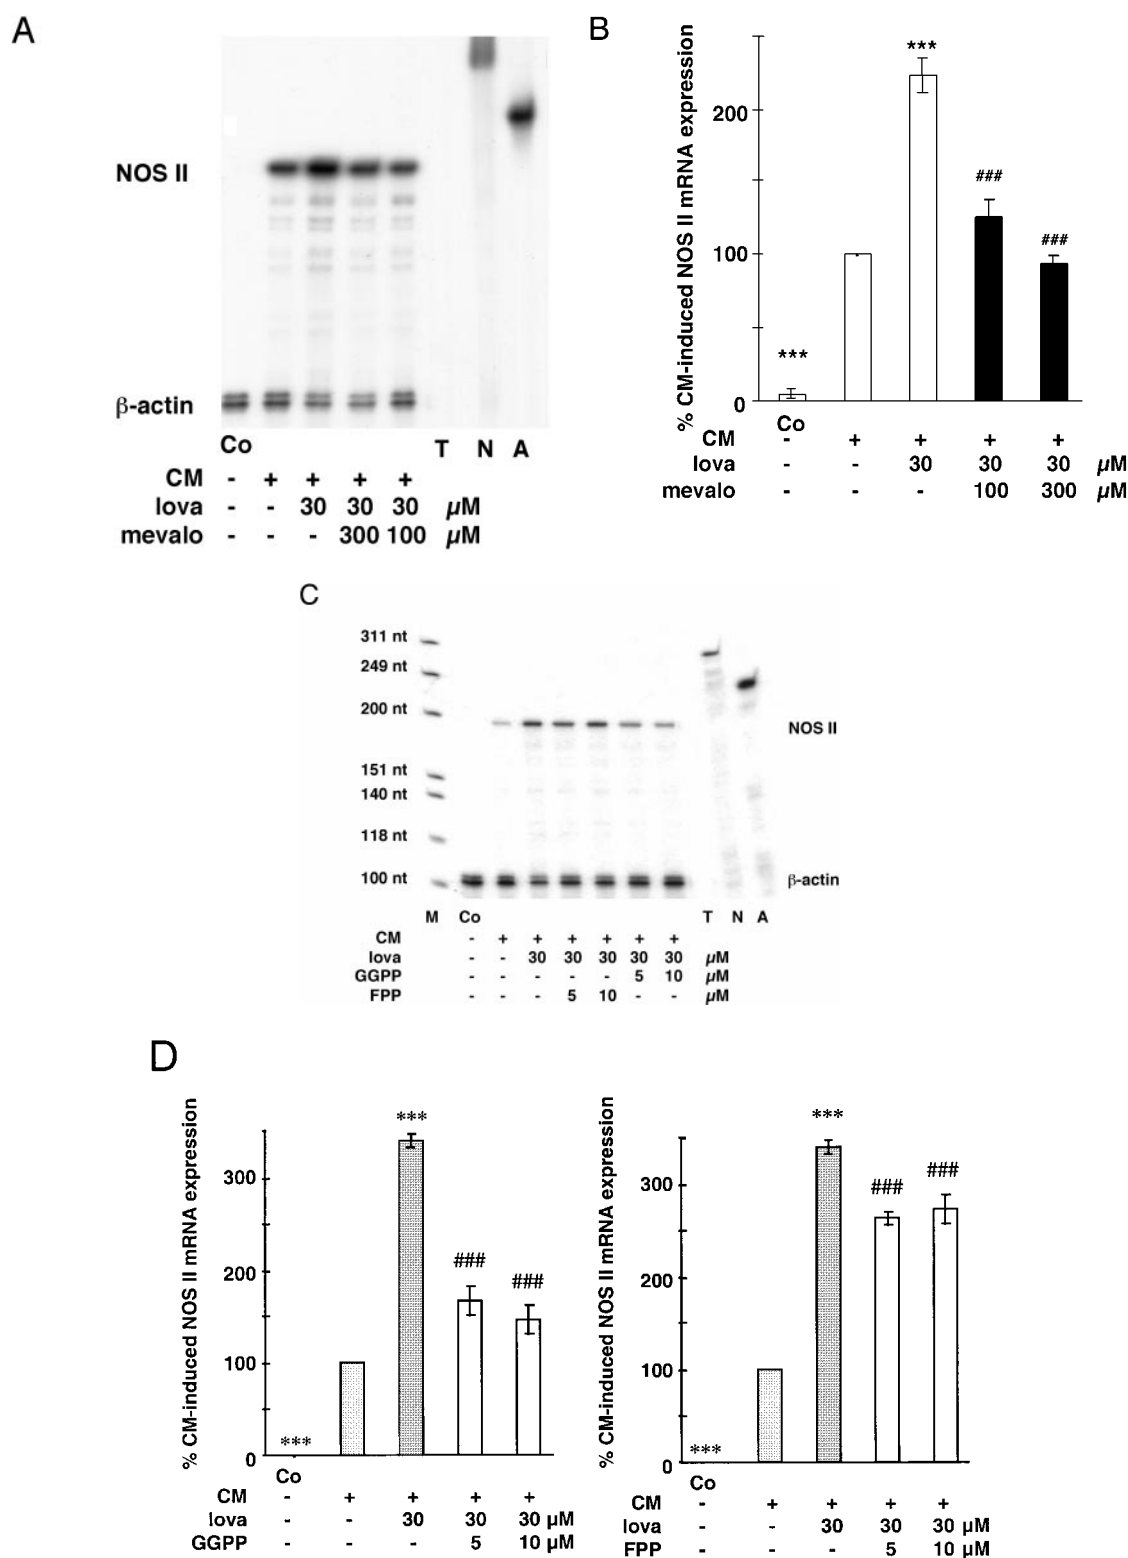 A
NOS II
β-actin
Co T N A
CM - + + + +
lova - - 30 30 30 µM
mevalo - - - 300 100 µM
B
% CM-induced NOS II mRNA expression
200
100
0
***
***
###
###
Co
CM - + + + +
lova - - 30 30 30 µM
mevalo - - - 100 300 µM
C
311 nt
249 nt
200 nt
151 nt
140 nt
118 nt
100 nt
NOS II
β-actin
M Co T N A
CM - + + + + + +
lova - - 30 30 30 30 30 µM
GGPP - - - - - 5 10 µM
FPP - - - 5 10 - - µM
D
% CM-induced NOS II mRNA expression
300
200
100
0
***
***
###
###
Co
CM - + + + +
lova - - 30 30 30 µM
GGPP - - - 5 10 µM
% CM-induced NOS II mRNA expression
300
200
100
0
***
***
###
###
Co
CM - + + + +
lova - - 30 30 30 µM
FPP - - - 5 10 µM